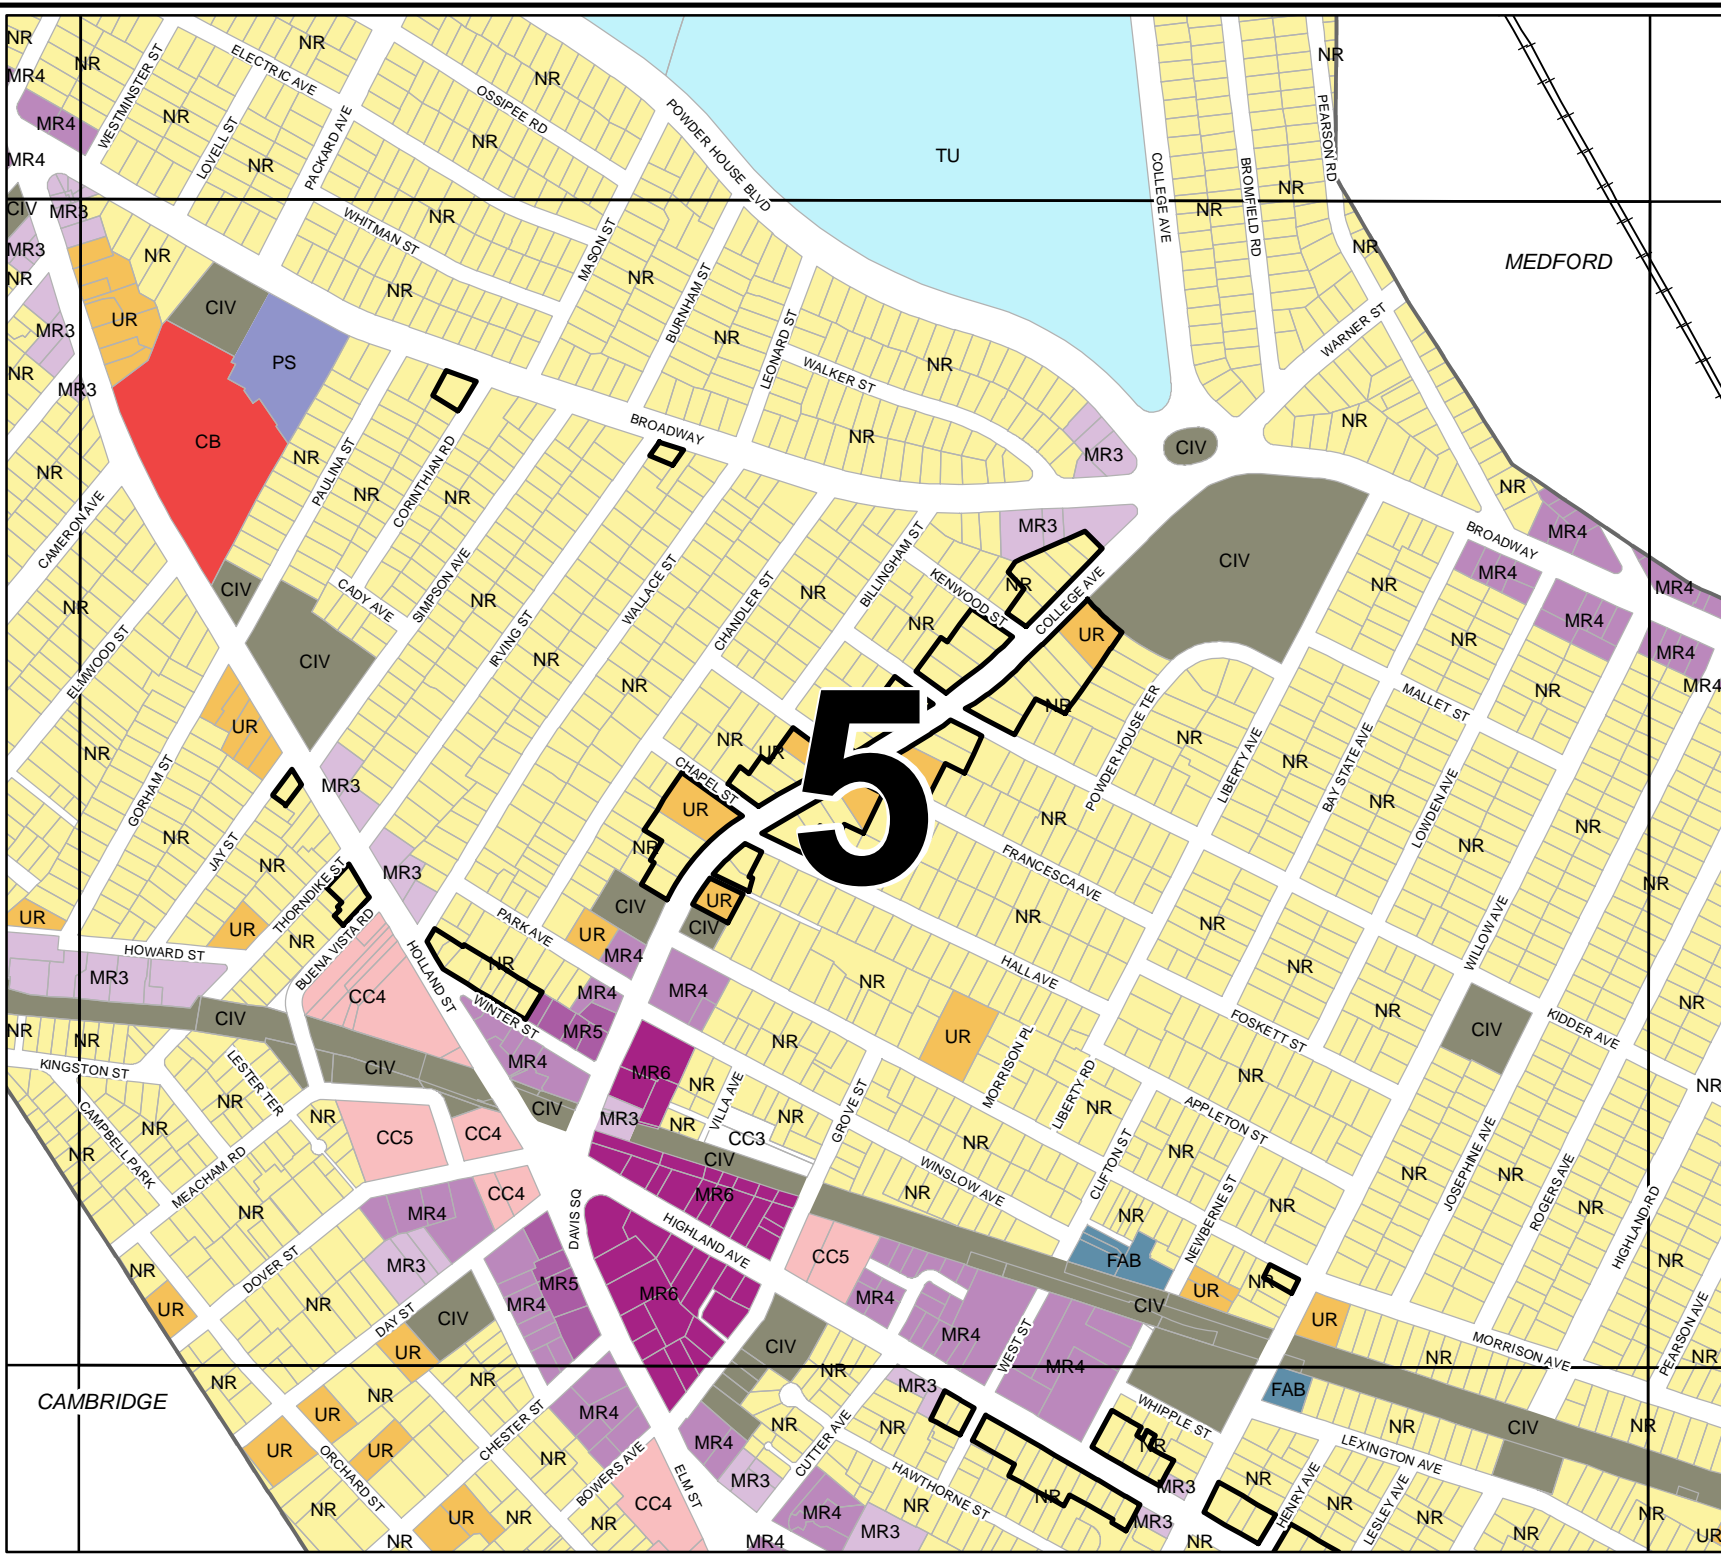 NR
NR
MR4
NR
MR4
MR4
WESTMINSTER ST
ELECTRIC AVE
NR
NR
LOVELL ST
NR
PACKARD AVE
OSSIPEE RD
NR
NR
POWDER HOUSE BLVD
TU
COLLEGE AVE
BROMFIELD RD
NR
NR
NR
PEARSON RD
NR
MEDFORD
CIV
MR3
MR3
NR
MR3
NR
MR3
NR
UR
CIV
PS
CB
NR
WHITMAN ST
NR
NR
MASON ST
NR
BURNHAM ST
NR
LEONARD ST
WALKER ST
NR
NR
BROADWAY
MR3
CIV
WARNER ST
NR
NR
BROADWAY
MR4
MR4
MR4
MR4
MR4
MR4
NR
CAMERON AVE
NR
PAULINA ST
NR
CORINTHIAN RD
NR
CIV
CIV
CADY AVE
SIMPSON AVE
NR
IRVING ST
NR
WALLACE ST
NR
CHANDLER ST
NR
BILLINGHAM ST
NR
KENWOOD ST
MR3
NR
COLLEGE AVE
UR
NR
CIV
POWDER HOUSE TER
NR
NR
NR
MALLET ST
NR
LIBERTY AVE
NR
BAY STATE AVE
NR
LOWDEN AVE
NR
NR
NR
WILLOW AVE
ELMWOOD ST
NR
UR
NR
GORHAM ST
NR
JAY ST
NR
MR3
MR3
THORNDIKE ST
UR
UR
NR
BUENA VISTA RD
HOWARD ST
MR3
CIV
CC4
HOLLAND ST
NR
PARK AVE
NR
WINTER ST
MR4
MR5
MR4
MR4
UR
CIV
NR
UR
CHAPEL ST
NR
UR
5
UR
CIV
MR4
NR
NR
FRANCESCA AVE
NR
HALL AVE
NR
UR
MORRISON PL
LIBERTY RD
NR
NR
FOSKETT ST
NR
NR
CIV
KIDDER AVE
NR
NR
NR
APPLETON ST
NR
NR
NR
NR
KINGSTON ST
CAMPBELL PARK
NR
NR
NR
LESTER TER
NR
MEACHAM RD
NR
CIV
CC5
CC4
CIV
CC4
MR6
MR3
NR
NR
VILLA AVE
NR
CC3
CIV
MR6
GROVE ST
NR
WINSLOW AVE
NR
CLIFTON ST
NR
NEWBERNE ST
NR
JOSEPHINE AVE
NR
ROGERS AVE
NR
HIGHLAND RD
NR
PEARSON AVE
NR
MORRISON AVE
NR
MR4
MR3
DOVER ST
NR
NR
UR
DAY ST
CIV
UR
DAVIS SQ
MR5
MR4
MR6
HIGHLAND AVE
CC5
MR4
MR4
WEST ST
MR4
FAB
CIV
UR
NR
UR
FAB
CIV
CIV
NR
CAMBRIDGE
NR
UR
UR
NR
UR
ORCHARD ST
NR
NR
CHESTER ST
NR
UR
NR
NR
BOWERS AVE
NR
MR4
CC4
ELM ST
MR4
MR3
MR4
NR
CUTTER AVE
NR
MR3
NR
HAWTHORNE ST
NR
MR4
MR3
NR
WHIPPLE ST
NR
MR3
MR3
NR
NR
HENRY AVE
NR
LEXINGTON AVE
NR
LESLEY AVE
NR
NR
NR
NR
UR